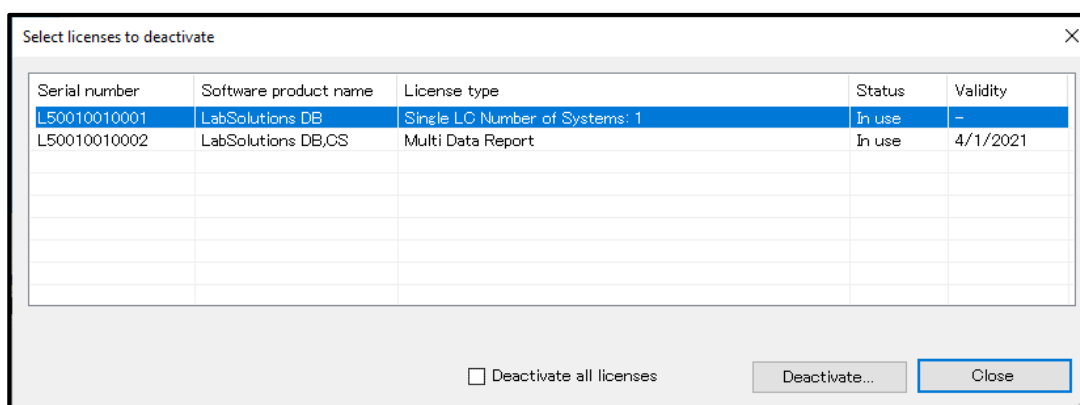 Select licenses to deactivate
Serial number Software product name License type Status Validity
L50010010001 LabSolutions DB Single LC Number of Systems: 1 In use -
L50010010002 LabSolutions DB,CS Multi Data Report In use 4/1/2021
Deactivate all licenses Deactivate... Close